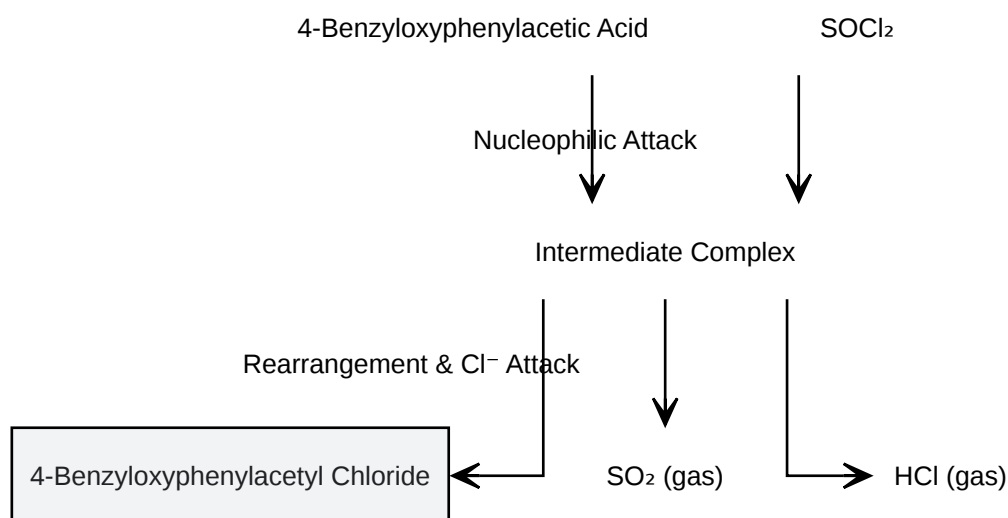 4-Benzyloxyphenylacetic Acid
SOCl₂
Nucleophilic Attack
Intermediate Complex
Rearrangement & Cl⁻ Attack
4-Benzyloxyphenylacetyl Chloride
SO₂ (gas)
HCl (gas)